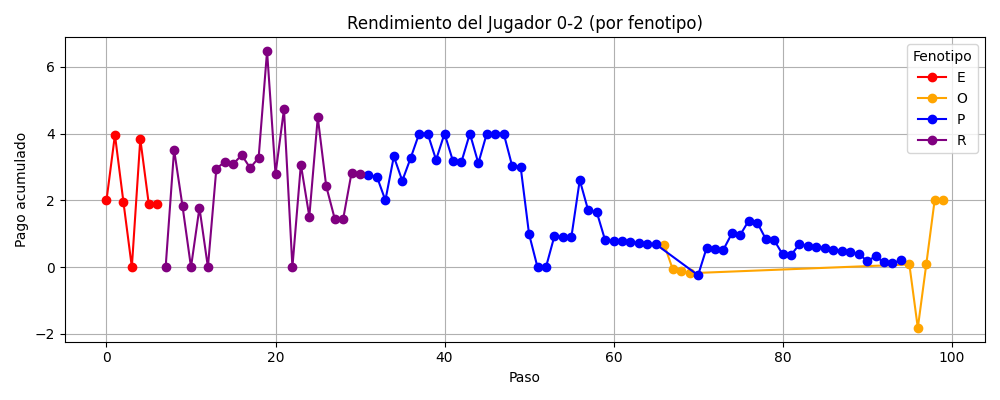 Rendimiento del Jugador 0-2 (por fenotipo)
Pago acumulado
6
4
2
0
−2
0
20
40
60
80
100
Paso
Fenotipo
E
O
P
R